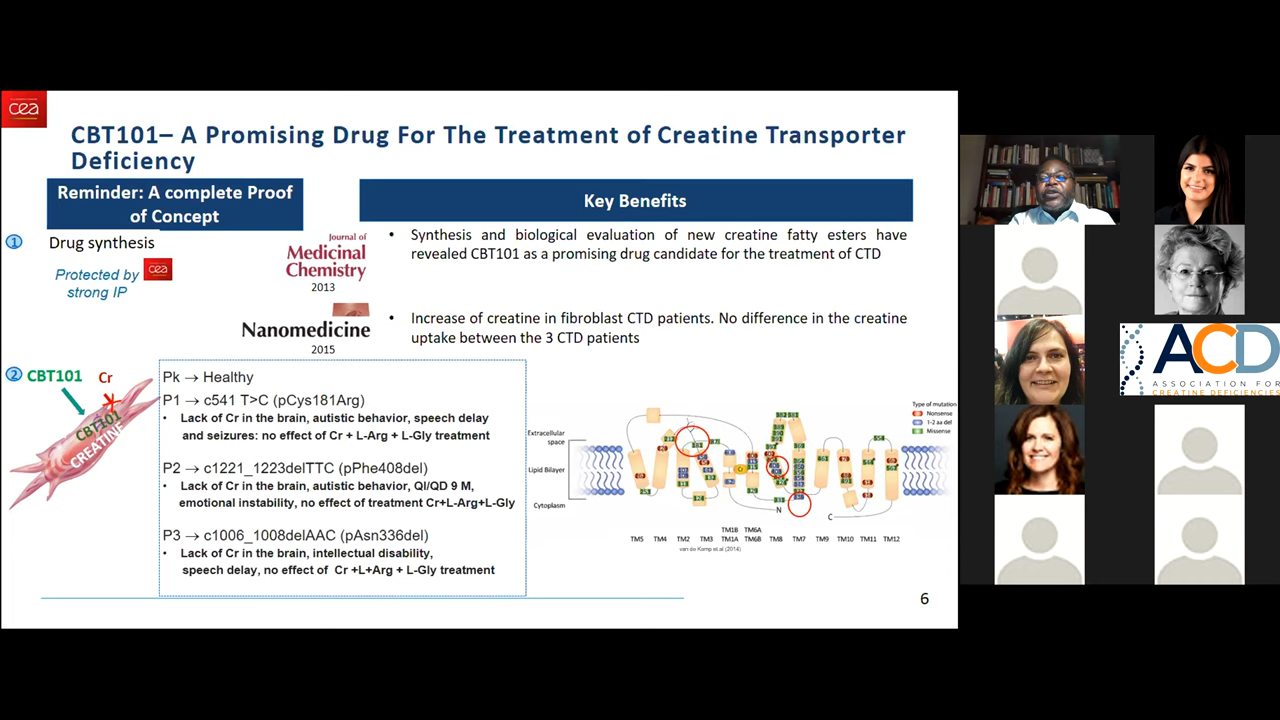 cea
CBT101– A Promising Drug For The Treatment of Creatine Transporter
Deficiency
Reminder: A complete Proof
of Concept
Key Benefits
1
Drug synthesis
Protected by
strong IP
cea
Journal of
Medicinal
Chemistry
2013
• Synthesis and biological evaluation of new creatine fatty esters have
revealed CBT101 as a promising drug candidate for the treatment of CTD
Nanomedicine
2015
• Increase of creatine in fibroblast CTD patients. No difference in the creatine
uptake between the 3 CTD patients
2
CBT101
Cr
CBT101
CREATINE
Pk → Healthy
P1 → c541 T>C (pCys181Arg)
• Lack of Cr in the brain, autistic behavior, speech delay
and seizures: no effect of Cr + L-Arg + L-Gly treatment
P2 → c1221_1223delTTC (pPhe408del)
• Lack of Cr in the brain, autistic behavior, QI/QD 9 M,
emotional instability, no effect of treatment Cr+L-Arg+L-Gly
P3 → c1006_1008delAAC (pAsn336del)
• Lack of Cr in the brain, intellectual disability,
speech delay, no effect of Cr +L+Arg + L-Gly treatment
Type of mutation
Nonsense
1-2 aa del
Missense
Extracellular
space
Lipid Bilayer
Cytoplasm
Cr
N
C
TM1B TM6A
TM5 TM4 TM2 TM3 TM1A TM6B TM8 TM7 TM9 TM10 TM11 TM12
van de Kamp et al (2014)
6
ACD
ASSOCIATION FOR
CREATINE DEFICIENCIES